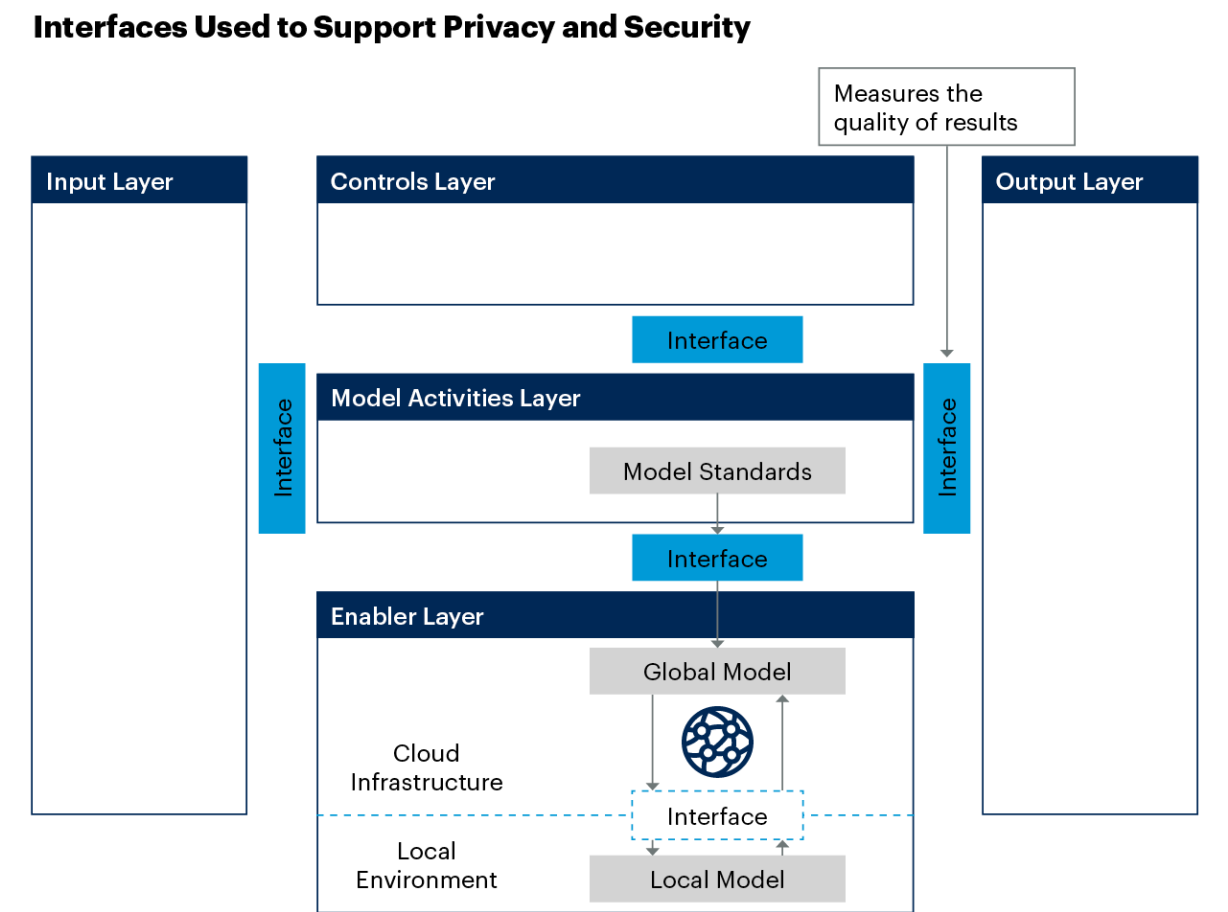 Interfaces Used to Support Privacy and Security
Measures the
quality of results
Input Layer
Controls Layer
Output Layer
Interface
Interface
Model Activities Layer
Interface
Model Standards
Interface
Enabler Layer
Global Model
Cloud
Infrastructure
Interface
Local
Environment
Local Model